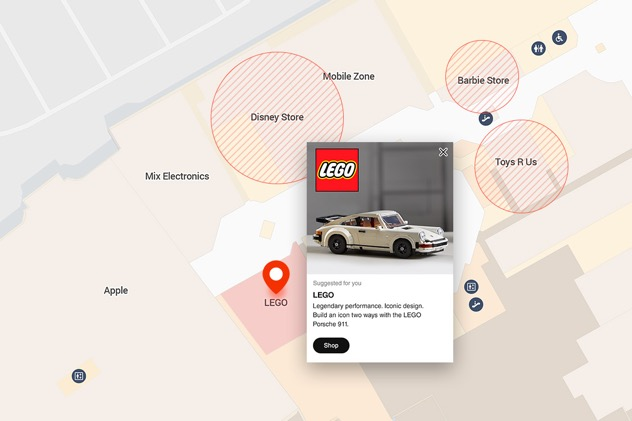 Mobile Zone
Barbie Store
Disney Store
LEGO
Toys R Us
Mix Electronics
Suggested for you
LEGO
Legendary performance. Iconic design.
Build an icon two ways with the LEGO
Porsche 911.
Shop
Apple
LEGO